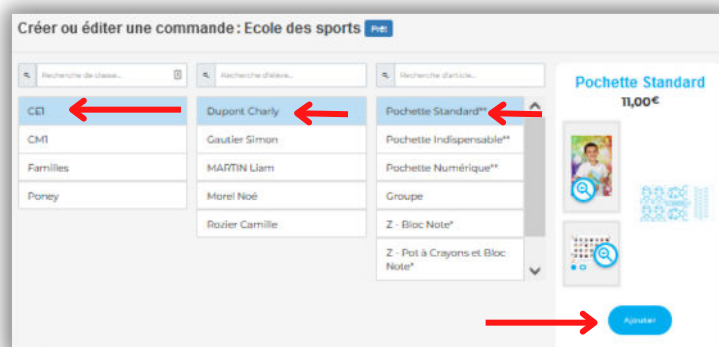 Créer ou éditer une commande : Ecole des sports Prêt
Recherche de classe...
Recherche d'élève...
Recherche d'article...
CE1
CM1
Familles
Poney
Dupont Charly
Gautier Simon
MARTIN Liam
Morel Noé
Rozier Camille
Pochette Standard**
Pochette Indispensable**
Pochette Numérique**
Groupe
Z - Bloc Note*
Z - Pot à Crayons et Bloc
Note*
Pochette Standard
11,00€
Ajouter